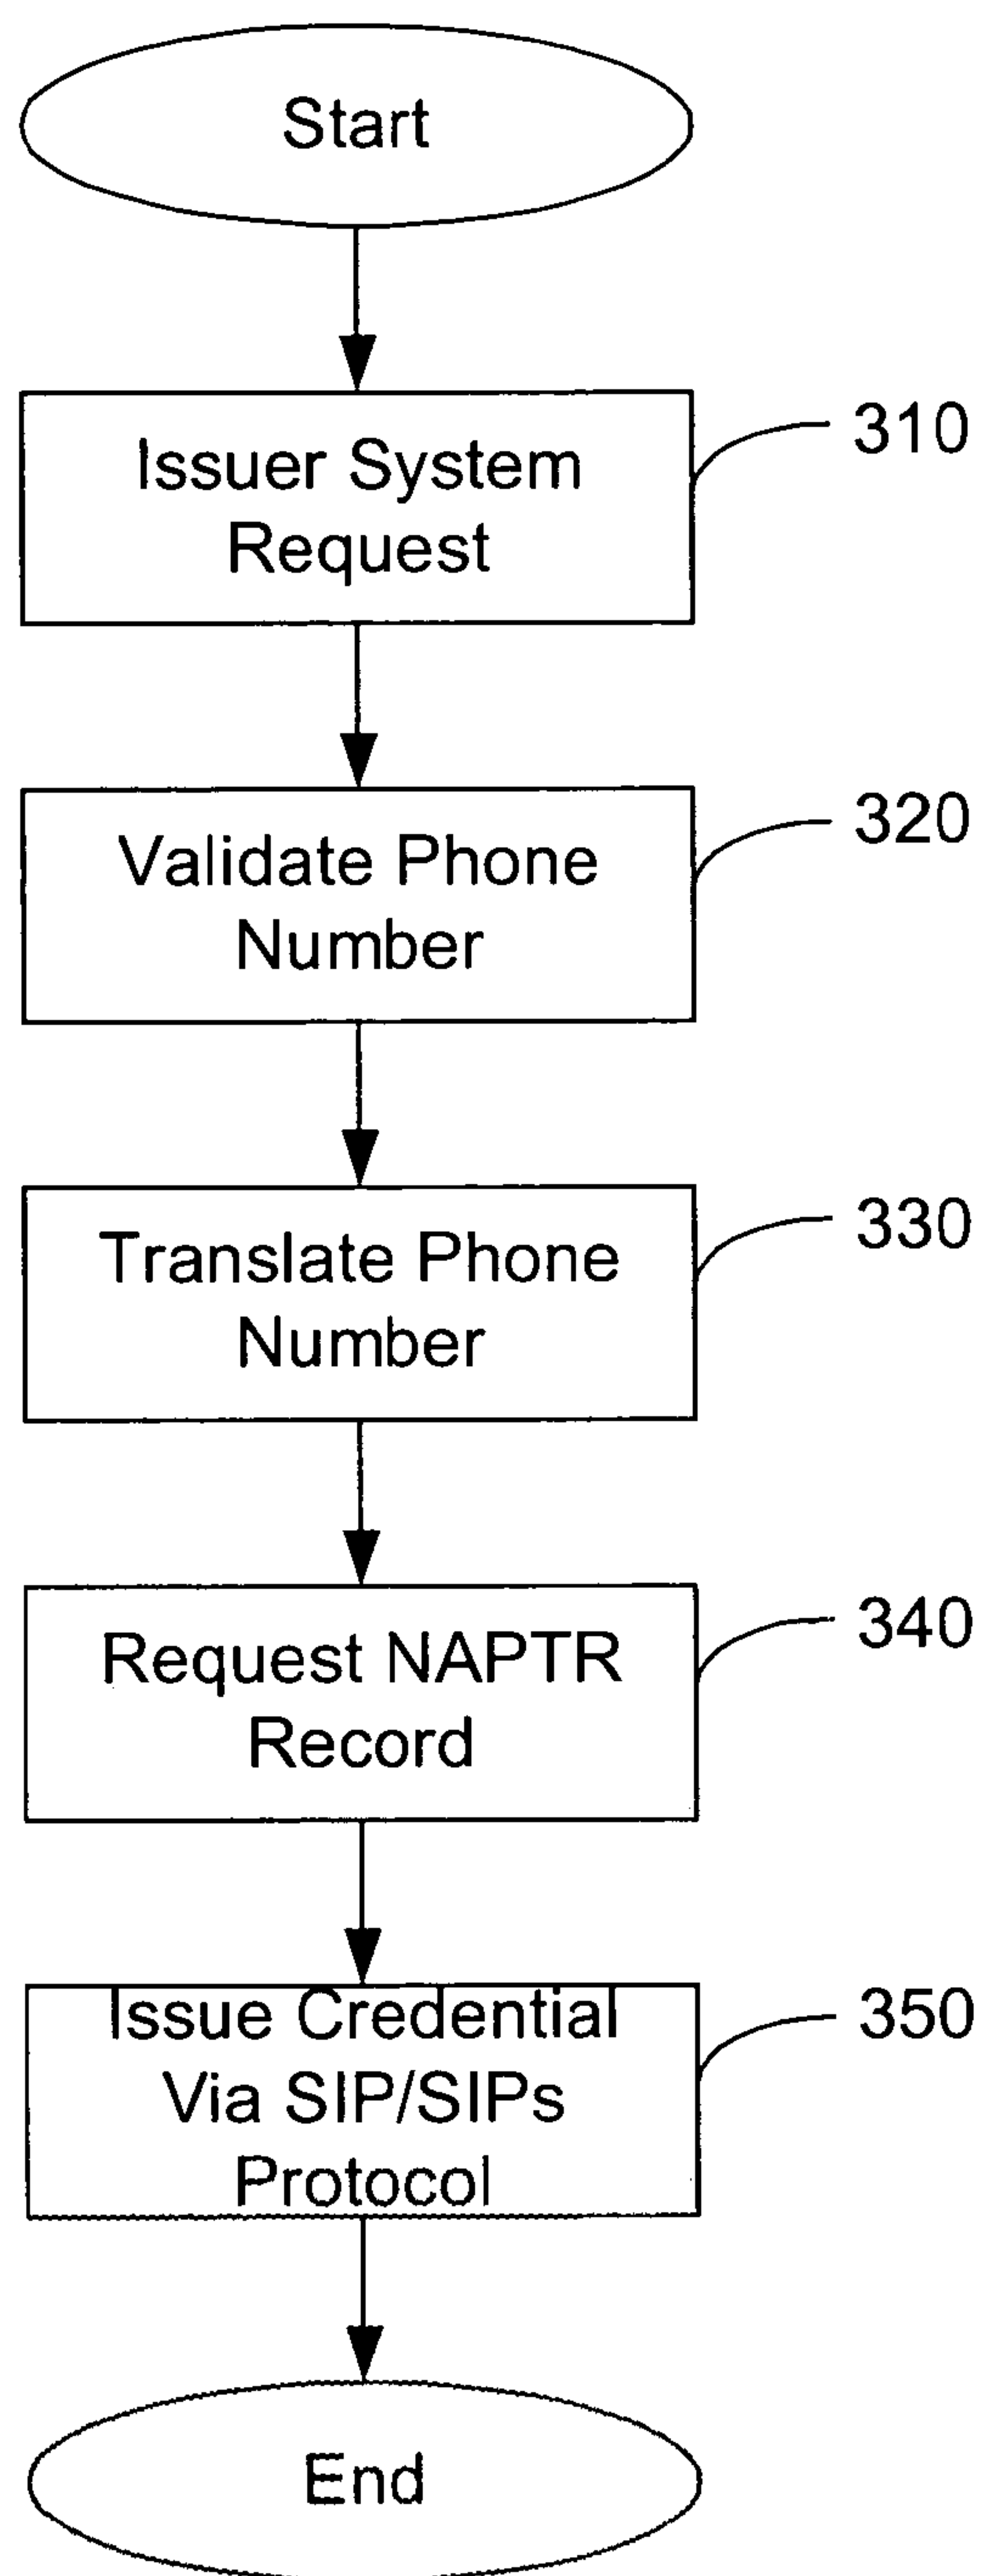 Start
Issuer System
Request
310
Validate Phone
Number
320
Translate Phone
Number
330
Request NAPTR
Record
340
Issue Credential
Via SIP/SIPs
Protocol
350
End